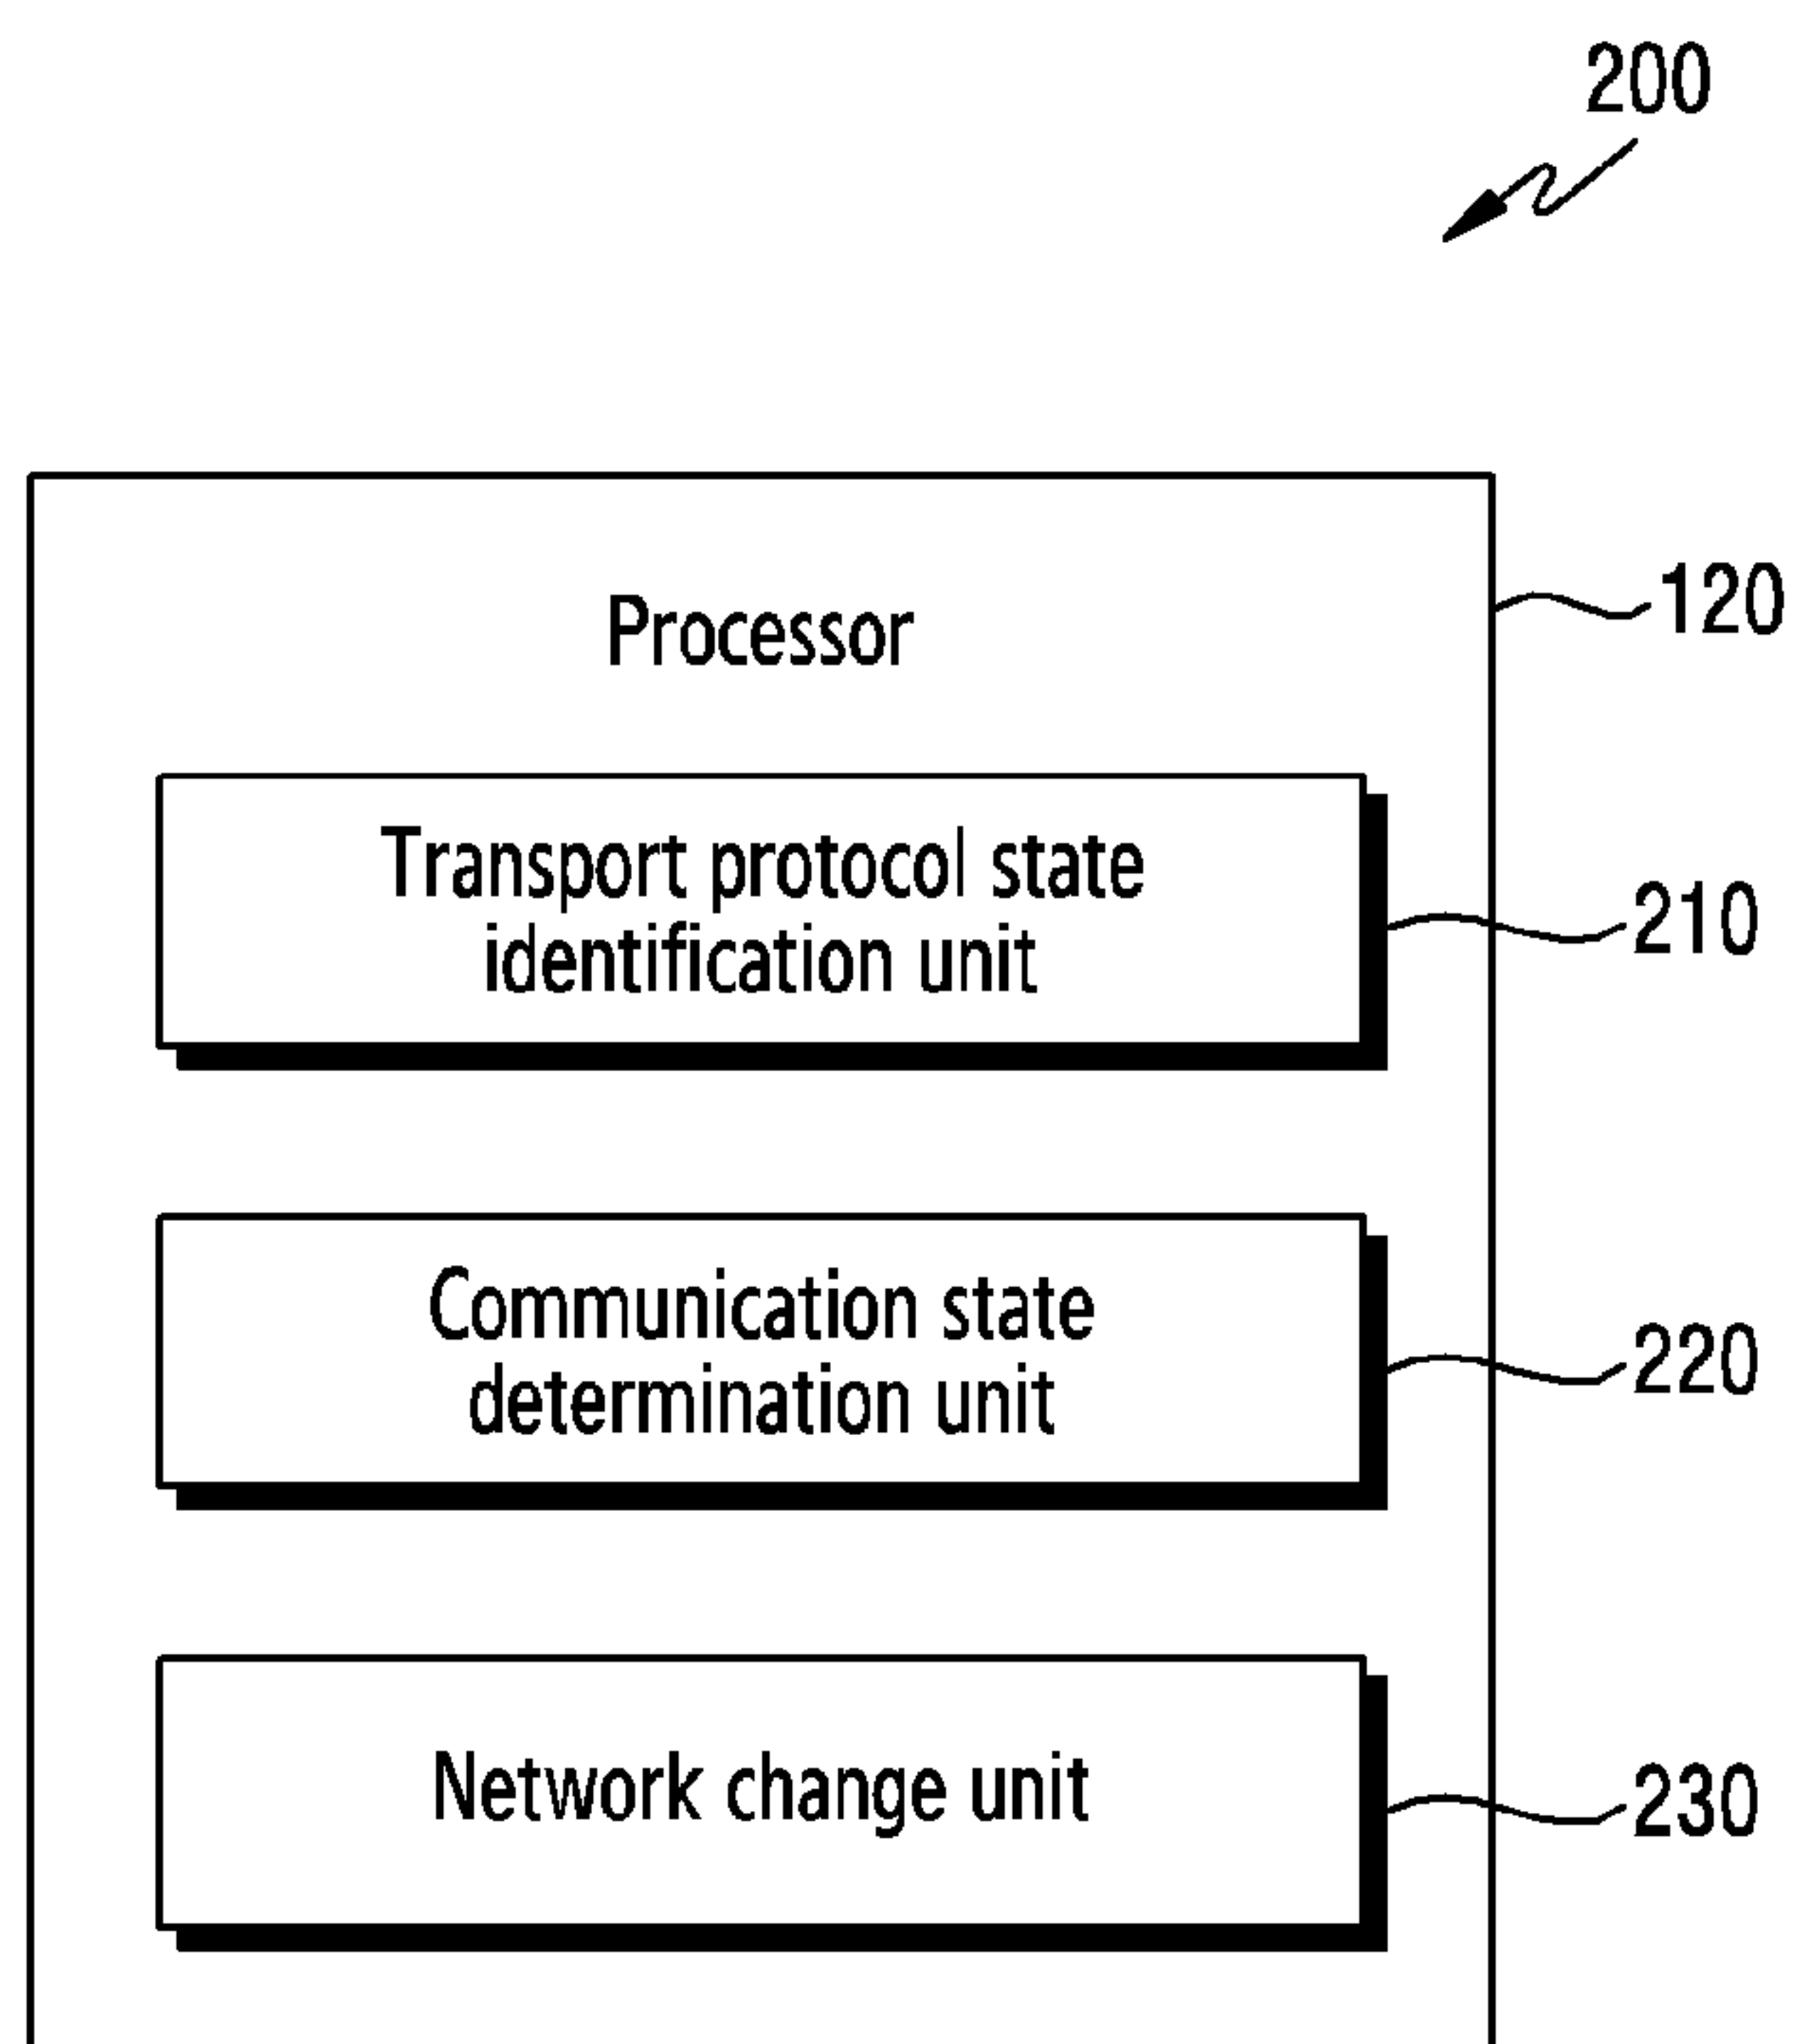 200
Processor
120
Transport protocol state
identification unit
210
Communication state
determination unit
220
Network change unit
230